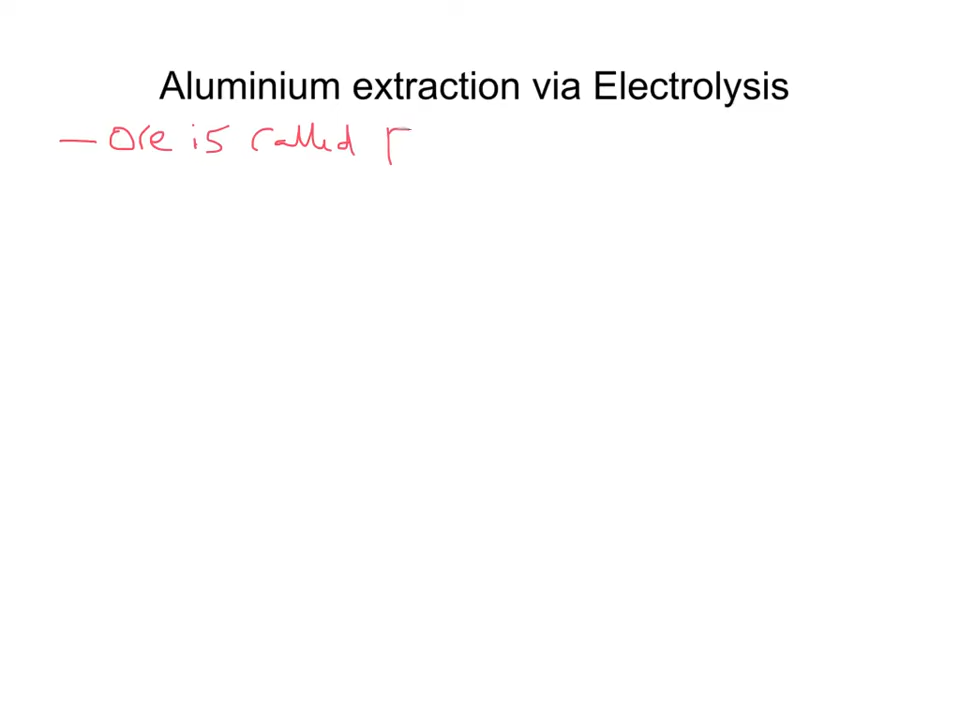 Aluminium extraction via Electrolysis
- Ore is called